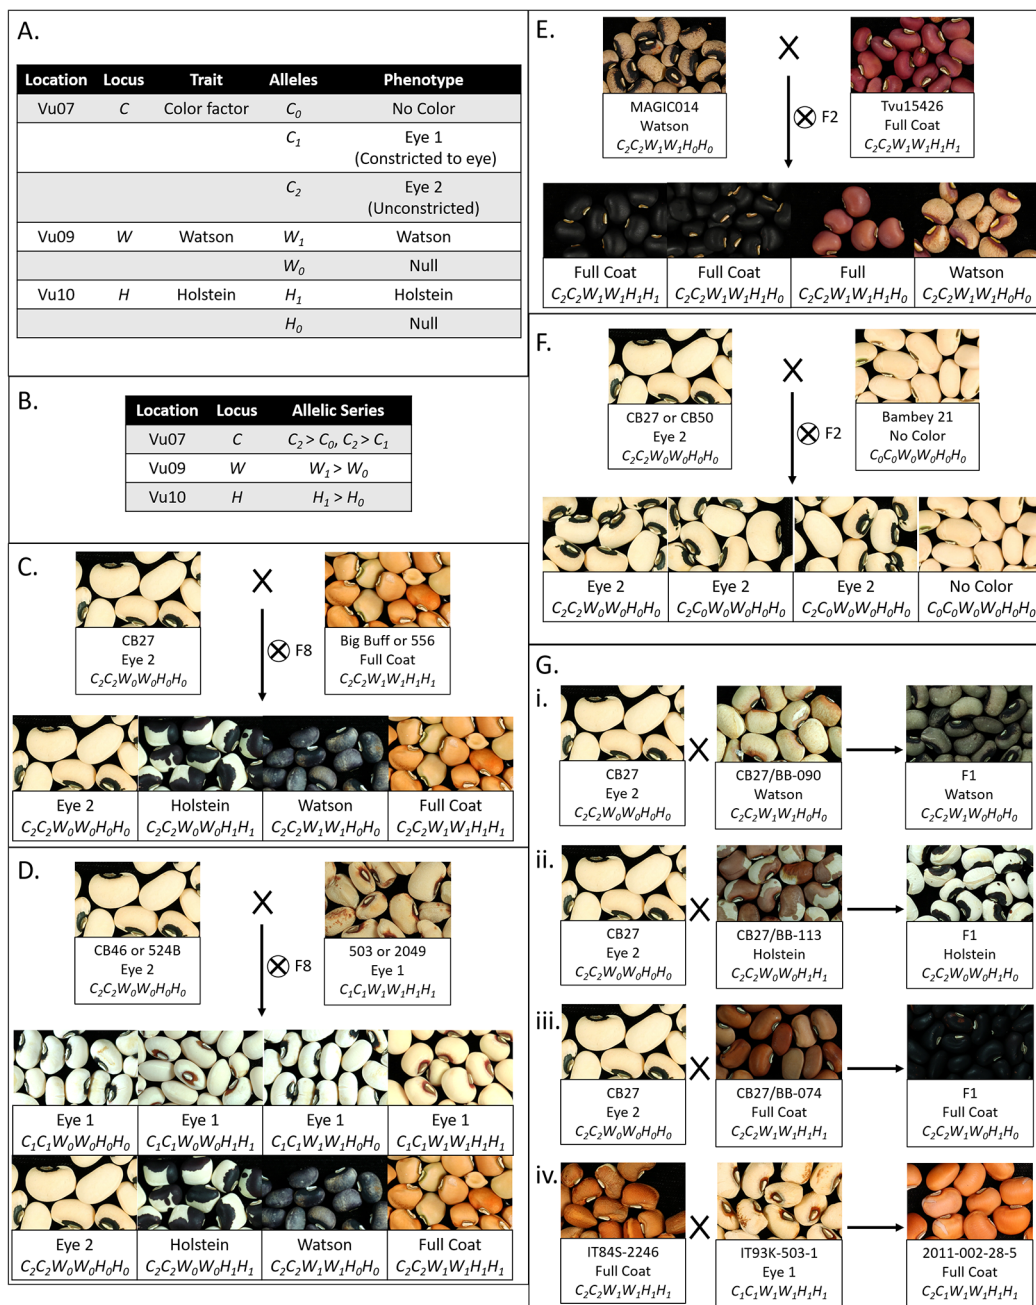 A.
Location Locus Trait Alleles Phenotype
Vu07 C Color factor C₀ No Color
C₁ Eye 1
(Constricted to eye)
C₂ Eye 2
(Unconstricted)
Vu09 W Watson W₁ Watson
W₀ Null
Vu10 H Holstein H₁ Holstein
H₀ Null
B.
Location Locus Allelic Series
Vu07 C C₂ > C₀, C₂ > C₁
Vu09 W W₁ > W₀
Vu10 H H₁ > H₀
C.
CB27
Eye 2
C₂C₂W₀W₀H₀H₀
X
Big Buff or 556
Full Coat
C₂C₂W₁W₁H₁H₁
F8
Eye 2 Holstein Watson Full Coat
C₂C₂W₀W₀H₀H₀ C₂C₂W₀W₀H₁H₁ C₂C₂W₁W₁H₀H₀ C₂C₂W₁W₁H₁H₁
D.
CB46 or 524B
Eye 2
C₂C₂W₀W₀H₀H₀
X
503 or 2049
Eye 1
C₁C₁W₁W₁H₁H₁
F8
Eye 1 Eye 1 Eye 1 Eye 1
C₁C₁W₀W₀H₀H₀ C₁C₁W₀W₀H₁H₁ C₁C₁W₁W₁H₀H₀ C₁C₁W₁W₁H₁H₁
Eye 2 Holstein Watson Full Coat
C₂C₂W₀W₀H₀H₀ C₂C₂W₀W₀H₁H₁ C₂C₂W₁W₁H₀H₀ C₂C₂W₁W₁H₁H₁
E.
MAGIC014
Watson
C₂C₂W₁W₁H₀H₀
X
Tvu15426
Full Coat
C₂C₂W₁W₁H₁H₁
F2
Full Coat Full Coat Full Watson
C₂C₂W₁W₁H₁H₁ C₂C₂W₁W₁H₁H₀ C₂C₂W₁W₁H₁H₀ C₂C₂W₁W₁H₀H₀
F.
CB27 or CB50
Eye 2
C₂C₂W₀W₀H₀H₀
X
Bambey 21
No Color
C₀C₀W₀W₀H₀H₀
F2
Eye 2 Eye 2 Eye 2 No Color
C₂C₂W₀W₀H₀H₀ C₂C₀W₀W₀H₀H₀ C₂C₀W₀W₀H₀H₀ C₀C₀W₀W₀H₀H₀
G.
i.
X
CB27 CB27/BB-090 F1
Eye 2 Watson Watson
C₂C₂W₀W₀H₀H₀ C₂C₂W₁W₁H₀H₀ C₂C₂W₁W₀H₀H₀
ii.
X
CB27 CB27/BB-113 F1
Eye 2 Holstein Holstein
C₂C₂W₀W₀H₀H₀ C₂C₂W₀W₀H₁H₁ C₂C₂W₀W₀H₁H₀
iii.
X
CB27 CB27/BB-074 F1
Eye 2 Full Coat Full Coat
C₂C₂W₀W₀H₀H₀ C₂C₂W₁W₁H₁H₁ C₂C₂W₁W₀H₁H₀
iv.
X
IT84S-2246 IT93K-503-1 2011-002-28-5
Full Coat Eye 1 Full Coat
C₂C₂W₁W₁H₁H₁ C₁C₁W₁W₁H₁H₁ C₂C₁W₁W₁H₁H₁